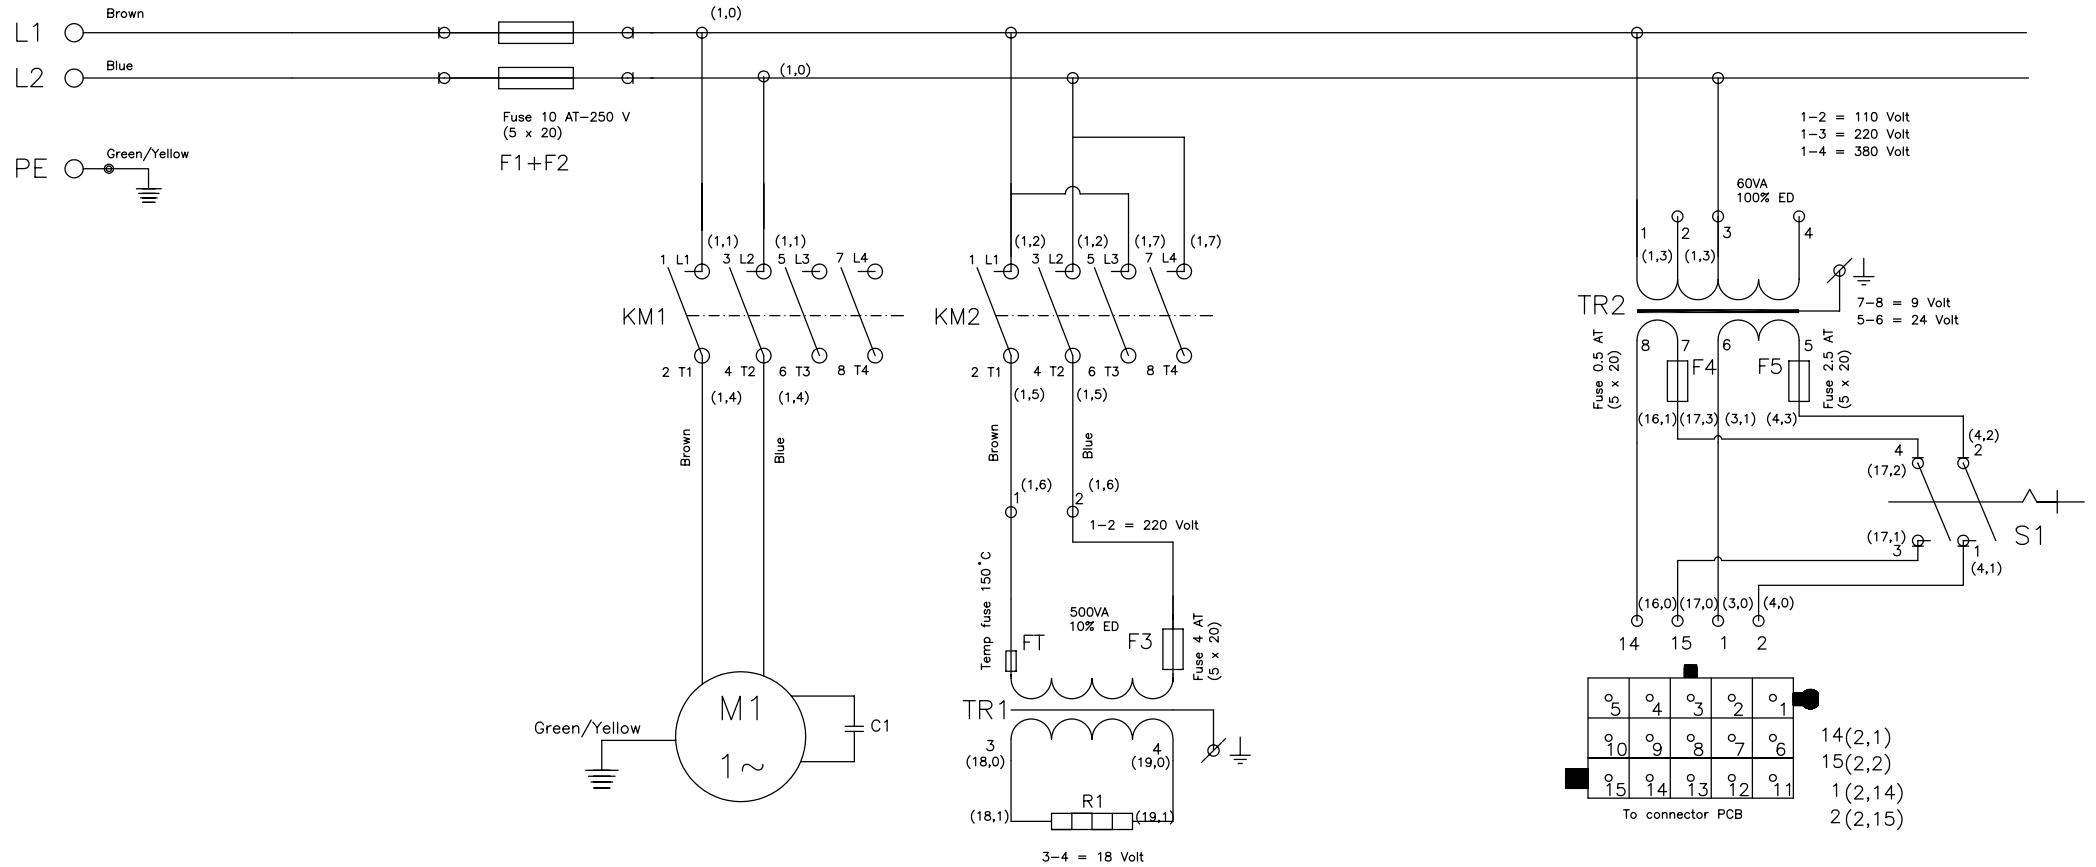 L1
Brown
(1,0)
L2
Blue
(1,0)
PE
Green/Yellow
Fuse 10 AT-250 V
(5 x 20)
F1+F2
1-2 = 110 Volt
1-3 = 220 Volt
1-4 = 380 Volt
60VA
100% ED
1 2 3 4
(1,3) (1,3)
(1,1) (1,1)
1 L1 3 L2 5 L3 7 L4
KM1
2 T1 4 T2 6 T3 8 T4
(1,4) (1,4)
Brown
Blue
(1,2) (1,2) (1,7) (1,7)
1 L1 3 L2 5 L3 7 L4
KM2
2 T1 4 T2 6 T3 8 T4
(1,5) (1,5)
Brown
Blue
(1,6) (1,6)
1 2
1-2 = 220 Volt
Temp fuse 150°C
FT
500VA
10% ED
F3
Fuse 4 AT
(5 x 20)
TR1
3 4
(18,0) (19,0)
R1
(18,1) (19,1)
3-4 = 18 Volt
M1
1~
Green/Yellow
C1
TR2
7-8 = 9 Volt
5-6 = 24 Volt
8 7 6 5
Fuse 0.5 AT
(5 x 20)
F4 F5
Fuse 2.5 AT
(5 x 20)
(16,1) (17,3) (3,1) (4,3)
(4,2)
4 2
(17,2)
S1
(17,1)
3 1
(4,1)
(16,0) (17,0) (3,0) (4,0)
14 15 1 2
5 4 3 2 1
10 9 8 7 6
15 14 13 12 11
To connector PCB
14(2,1)
15(2,2)
1(2,14)
2(2,15)